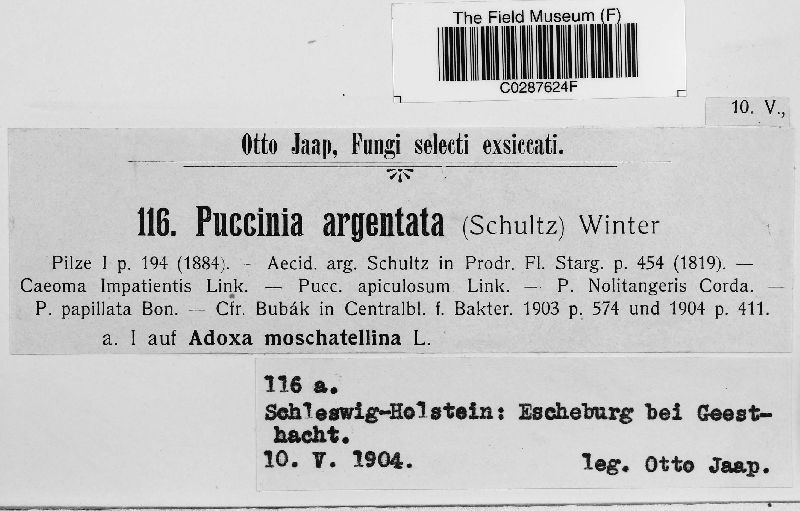 The Field Museum (F)
C0287624F
10. V.,
Otto Jaap, Fungi selecti exsiccati.
116. Puccinia argentata (Schultz) Winter
Pilze I p. 194 (1884). - Aecid. arg. Schultz in Prodr. Fl. Starg. p. 454 (1819). —
Caeoma Impatientis Link. — Pucc. apiculosum Link. — P. Nolitangeris Corda. —
P. papillata Bon. — Cfr. Bubák in Centralbl. f. Bakter. 1903 p. 574 und 1904 p. 411.
a. I auf Adoxa moschatellina L.
116 a.
Schleswig-Holstein: Escheburg bei Geest-
hacht.
10. V. 1904. leg. Otto Jaap.